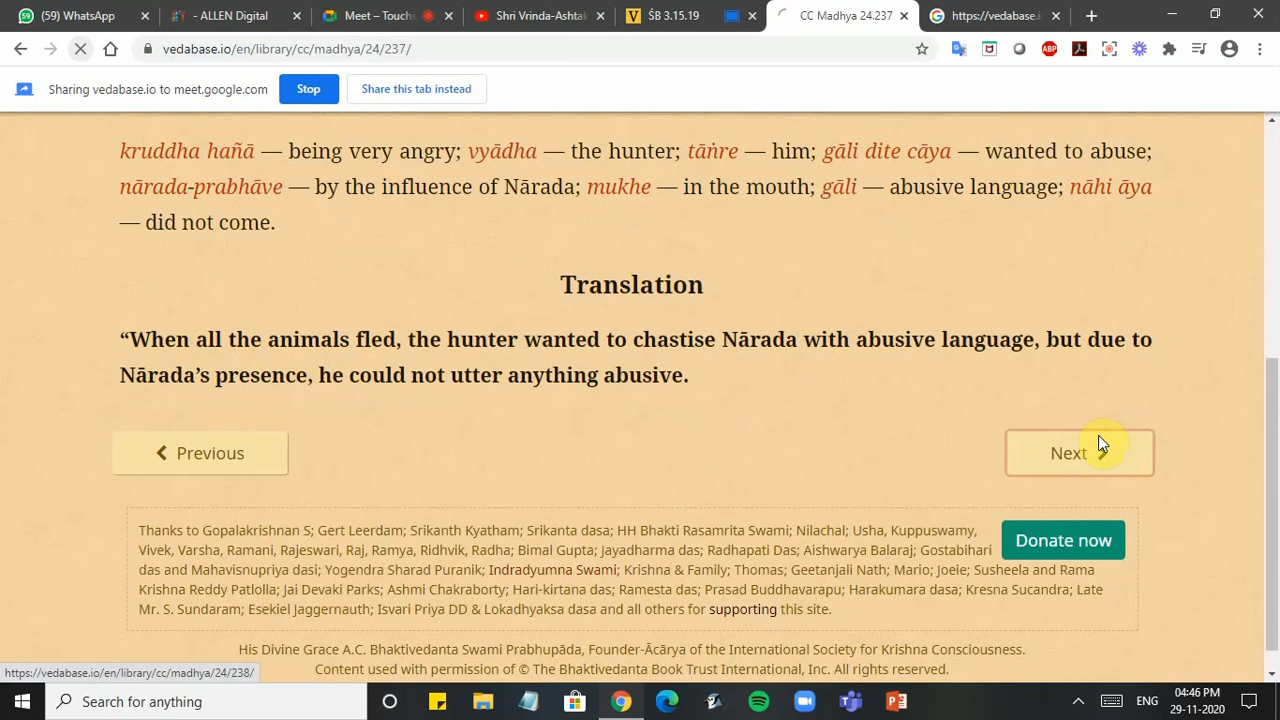 (59) WhatsApp
- ALLEN Digital
Meet – Touchs
Shri Vrinda-Ashtak
ŚB 3.15.19
CC Madhya 24.237
https://vedabase.io
vedabase.io/en/library/cc/madhya/24/237/
Sharing vedabase.io to meet.google.com
Stop
Share this tab instead
kruddha hañā — being very angry; vyādha — the hunter; tāṅre — him; gāli dite cāya — wanted to abuse;
nārada-prabhāve — by the influence of Nārada; mukhe — in the mouth; gāli — abusive language; nāhi āya
— did not come.
Translation
“When all the animals fled, the hunter wanted to chastise Nārada with abusive language, but due to
Nārada’s presence, he could not utter anything abusive.
Previous
Next
Thanks to Gopalakrishnan S; Gert Leerdam; Srikanth Kyatham; Srikanta dasa; HH Bhakti Rasamrita Swami; Nilachal; Usha, Kuppuswamy,
Vivek, Varsha, Ramani, Rajeswari, Raj, Ramya, Ridhvik, Radha; Bimal Gupta; Jayadharma das; Radhapati Das; Aishwarya Balaraj; Gostabihari
das and Mahavisnupriya dasi; Yogendra Sharad Puranik; Indradyumna Swami; Krishna & Family; Thomas; Geetanjali Nath; Mario; Joeie; Susheela and Rama
Krishna Reddy Patlolla; Jai Devaki Parks; Ashmi Chakraborty; Hari-kirtana das; Ramesta das; Prasad Buddhavarapu; Harakumara dasa; Kresna Sucandra; Late
Mr. S. Sundaram; Esekiel Jaggernauth; Isvari Priya DD & Lokadhyaksa dasa and all others for supporting this site.
Donate now
His Divine Grace A.C. Bhaktivedanta Swami Prabhupāda, Founder-Ācārya of the International Society for Krishna Consciousness.
Content used with permission of © The Bhaktivedanta Book Trust International, Inc. All rights reserved.
https://vedabase.io/en/library/cc/madhya/24/238/
Search for anything
ENG
04:46 PM
29-11-2020